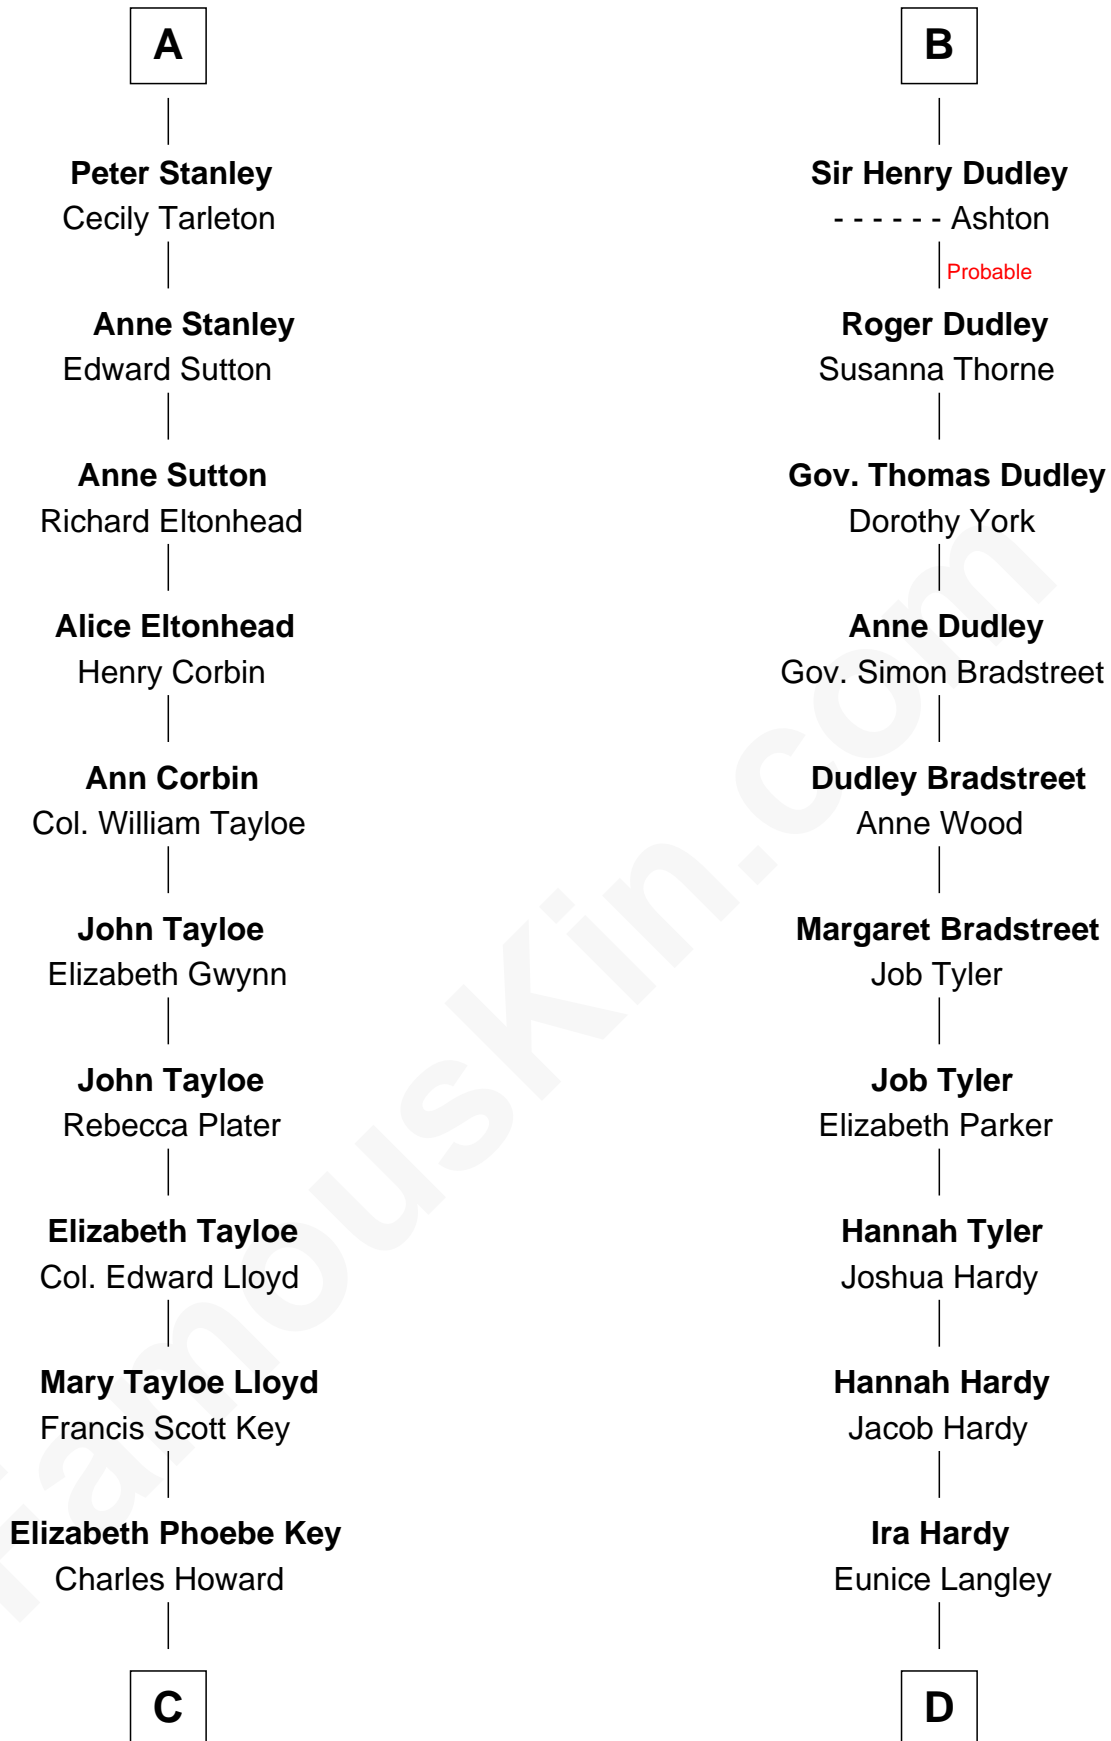 A
Peter Stanley
Cecily Tarleton
Anne Stanley
Edward Sutton
Anne Sutton
Richard Eltonhead
Alice Eltonhead
Henry Corbin
Ann Corbin
Col. William Tayloe
John Tayloe
Elizabeth Gwynn
John Tayloe
Rebecca Plater
Elizabeth Tayloe
Col. Edward Lloyd
Mary Tayloe Lloyd
Francis Scott Key
Elizabeth Phoebe Key
Charles Howard
C
B
Sir Henry Dudley
- - - - - - Ashton
Probable
Roger Dudley
Susanna Thorne
Gov. Thomas Dudley
Dorothy York
Anne Dudley
Gov. Simon Bradstreet
Dudley Bradstreet
Anne Wood
Margaret Bradstreet
Job Tyler
Job Tyler
Elizabeth Parker
Hannah Tyler
Joshua Hardy
Hannah Hardy
Jacob Hardy
Ira Hardy
Eunice Langley
D
FamousKin.com